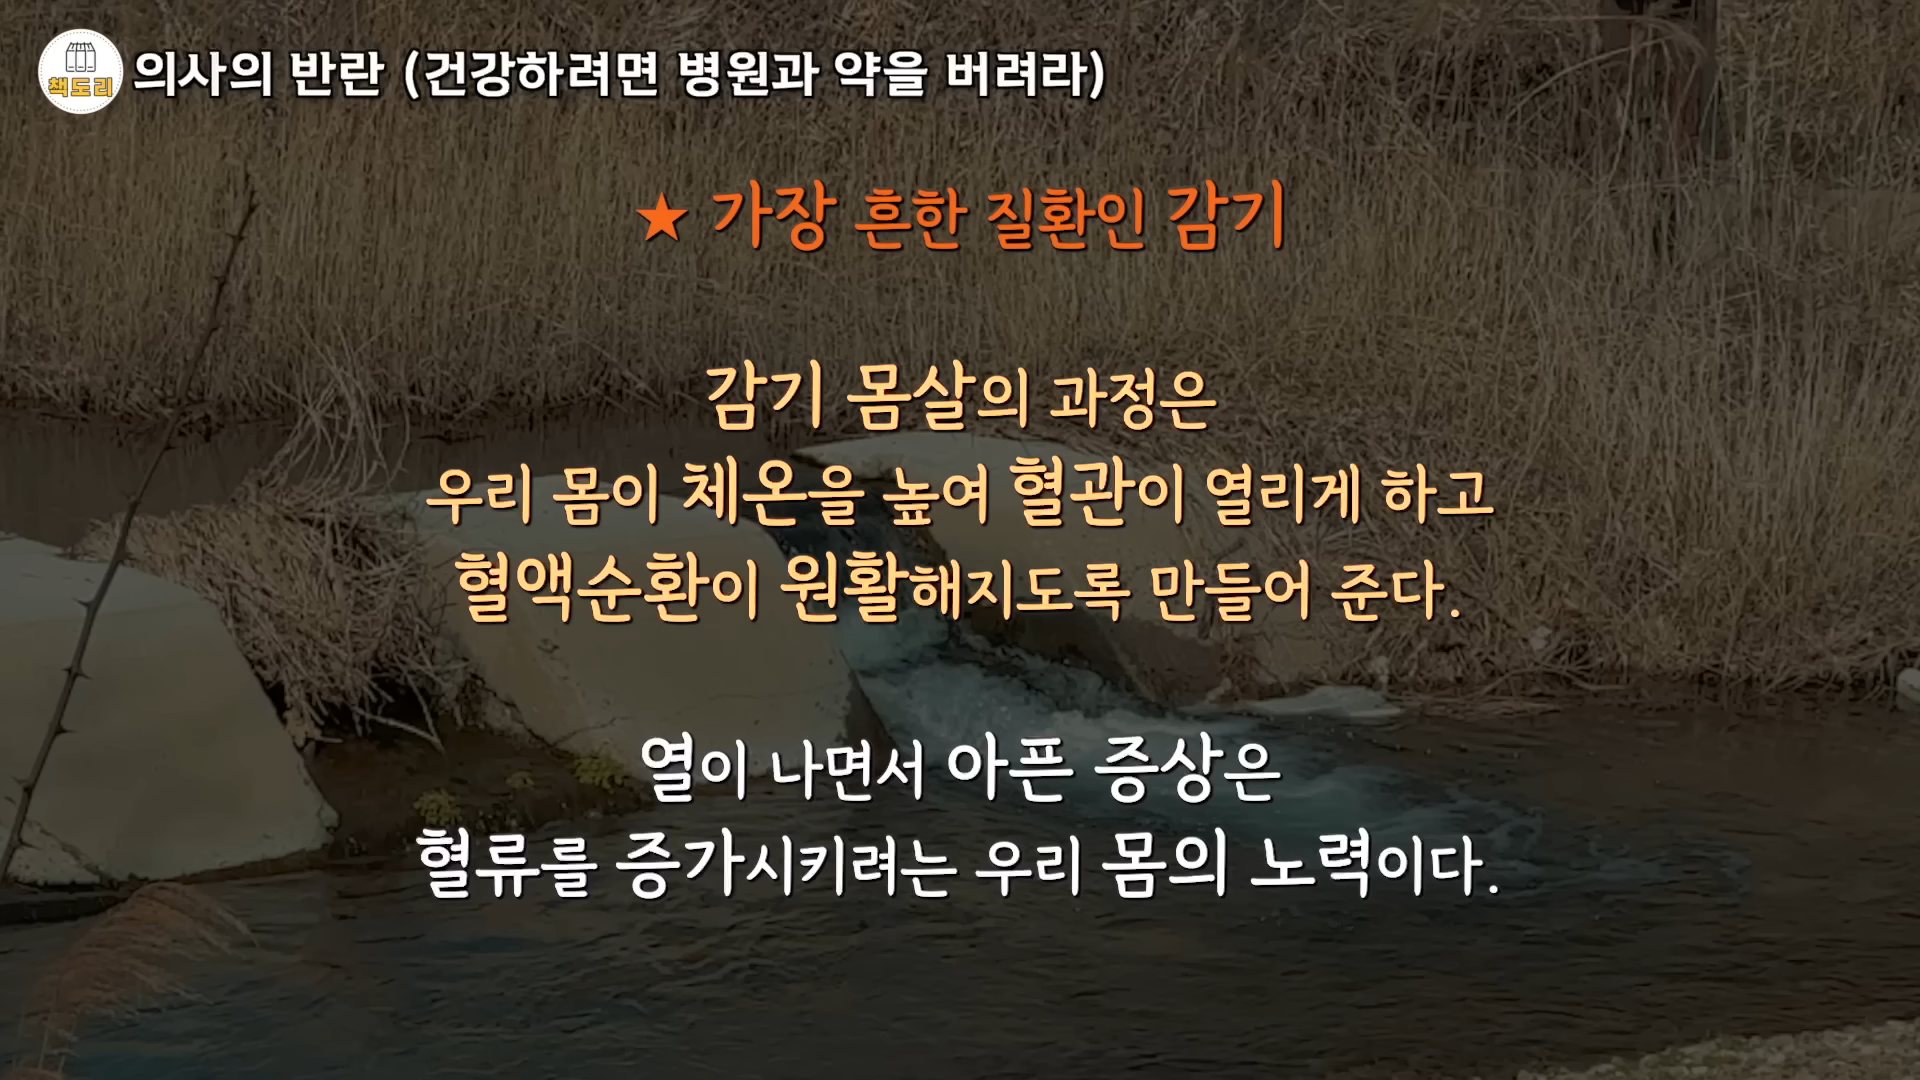 책도리
의사의 반란 (건강하려면 병원과 약을 버려라)
★ 가장 흔한 질환인 감기
감기 몸살의 과정은
우리 몸이 체온을 높여 혈관이 열리게 하고
혈액순환이 원활해지도록 만들어 준다.
열이 나면서 아픈 증상은
혈류를 증가시키려는 우리 몸의 노력이다.